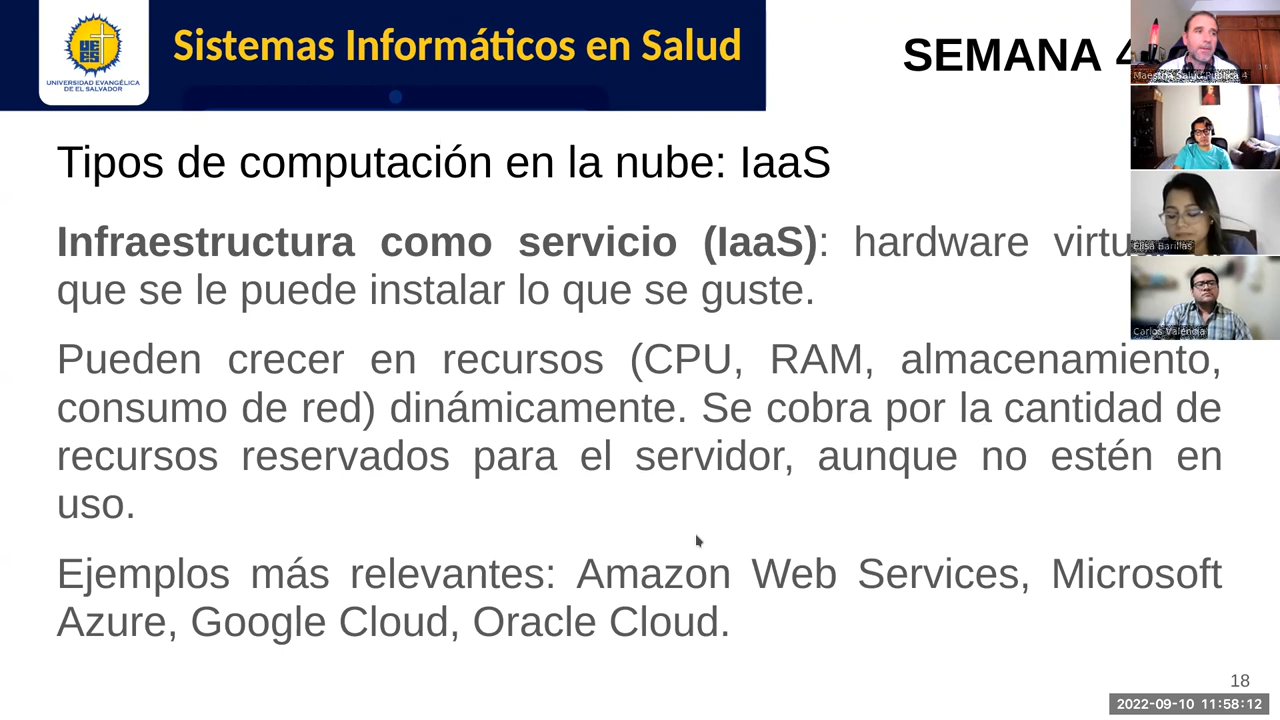 UNIVERSIDAD EVANGÉLICA
DE EL SALVADOR
Sistemas Informáticos en Salud
SEMANA 4
Maestría Salud Pública 4
Elisa Barillas
Carlos Valencia
Tipos de computación en la nube: IaaS
Infraestructura como servicio (IaaS): hardware
que se le puede instalar lo que se guste.
Pueden crecer en recursos (CPU, RAM, almacenamiento,
consumo de red) dinámicamente. Se cobra por la cantidad de
recursos reservados para el servidor, aunque no estén en
uso.
Ejemplos más relevantes: Amazon Web Services, Microsoft
Azure, Google Cloud, Oracle Cloud.
18
2022-09-10 11:58:12